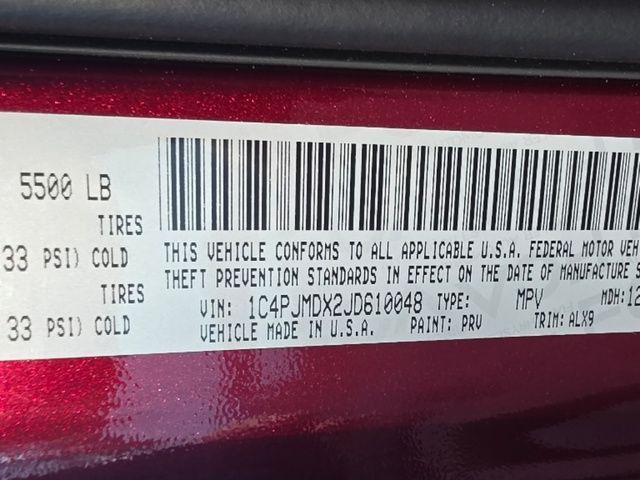 5500 LB
TIRES
33 PSI) COLD
TIRES
33 PSI) COLD
THIS VEHICLE CONFORMS TO ALL APPLICABLE U.S.A. FEDERAL MOTOR VEH
THEFT PREVENTION STANDARDS IN EFFECT ON THE DATE OF MANUFACTURE S
VIN: 1C4PJMDX2JD610048 TYPE: MPV MDH:12
VEHICLE MADE IN U.S.A. PAINT: PRV TRIM: ALX9